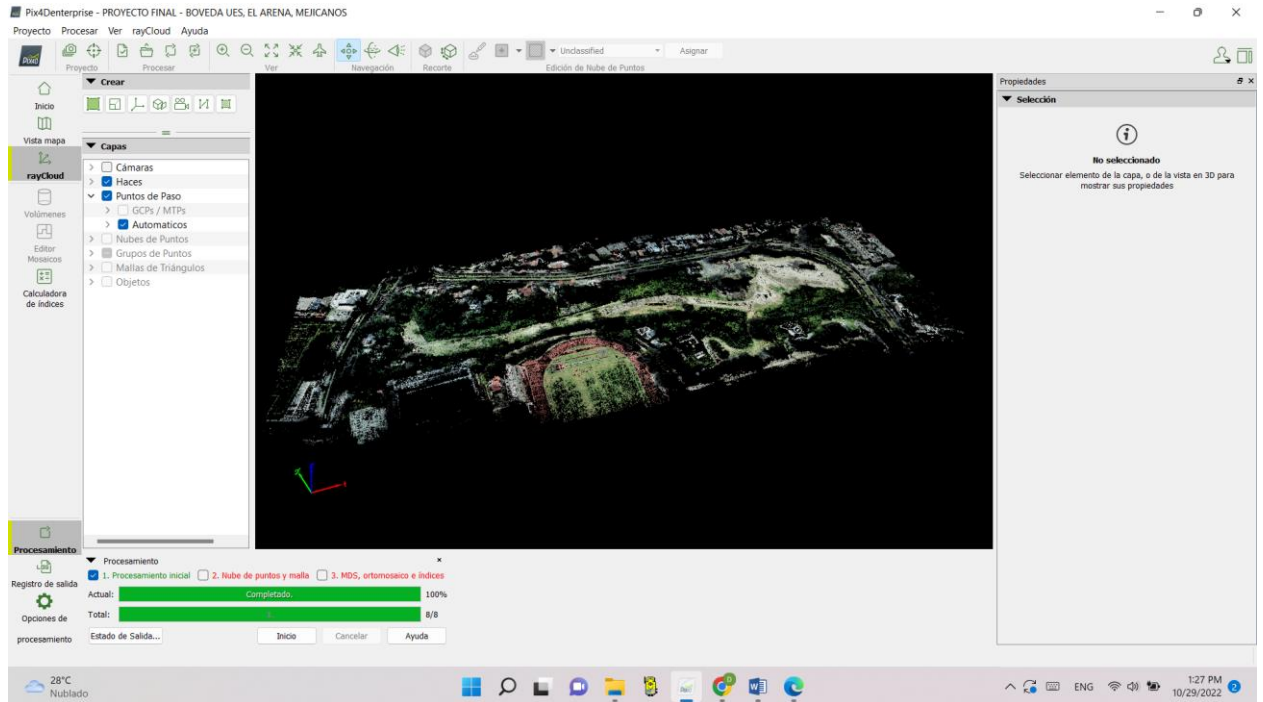 Pix4Denterprise - PROYECTO FINAL - BOVEDA UES, EL ARENA, MEJICANOS
Proyecto Procesar Ver rayCloud Ayuda
Unclassified Asignar
Proyecto Procesar Ver Navegación Recorte Edición de Nube de Puntos
Inicio
Vista mapa
rayCloud
Volúmenes
Editor
Mosaicos
Calculadora
de índices
Crear
Capas
Cámaras
Haces
Puntos de Paso
GCPs / MTPs
Automaticos
Nubes de Puntos
Grupos de Puntos
Mallas de Triángulos
Objetos
Propiedades
Selección
No seleccionado
Seleccionar elemento de la capa, o de la vista en 3D para
mostrar sus propiedades
Procesamiento
Registro de salida
Opciones de
procesamiento
Procesamiento
1. Procesamiento inicial 2. Nube de puntos y malla 3. MDS, ortomosaico e índices
Actual: Completado. 100%
Total: 8/8
Estado de Salida... Inicio Cancelar Ayuda
28°C
Nublado
ENG
1:27 PM
10/29/2022
2